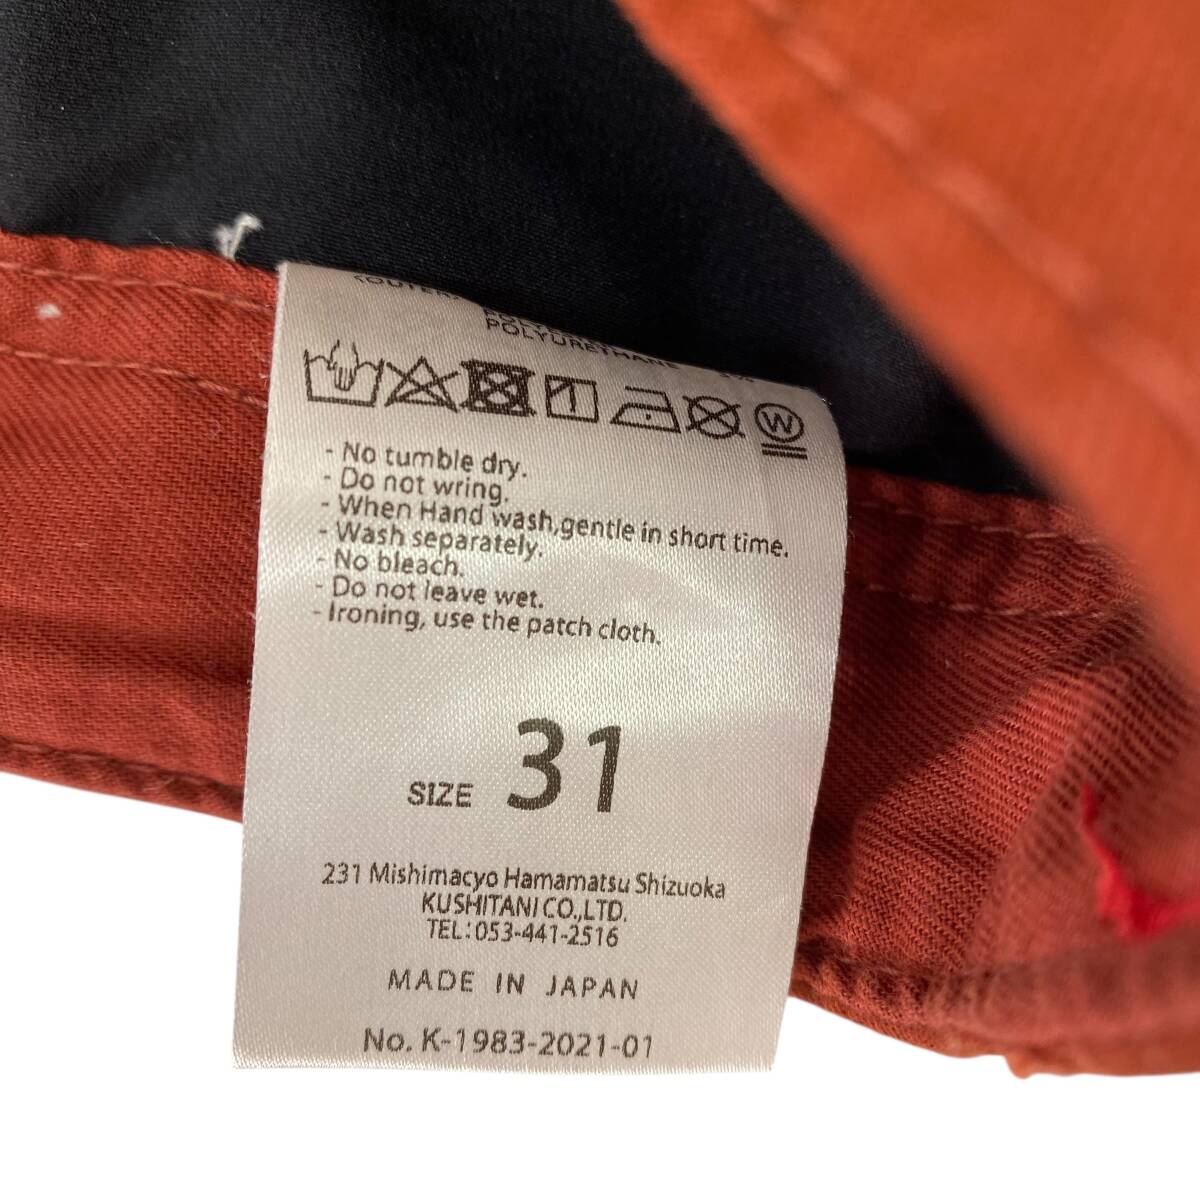 POLYURETHANE
W
- No tumble dry.
- Do not wring.
- When Hand wash,gentle in short time.
- Wash separately.
- No bleach.
- Do not leave wet.
- Ironing, use the patch cloth.
SIZE 31
231 Mishimacyo Hamamatsu Shizuoka
KUSHITANI CO.,LTD.
TEL:053-441-2516
MADE IN JAPAN
No. K-1983-2021-01